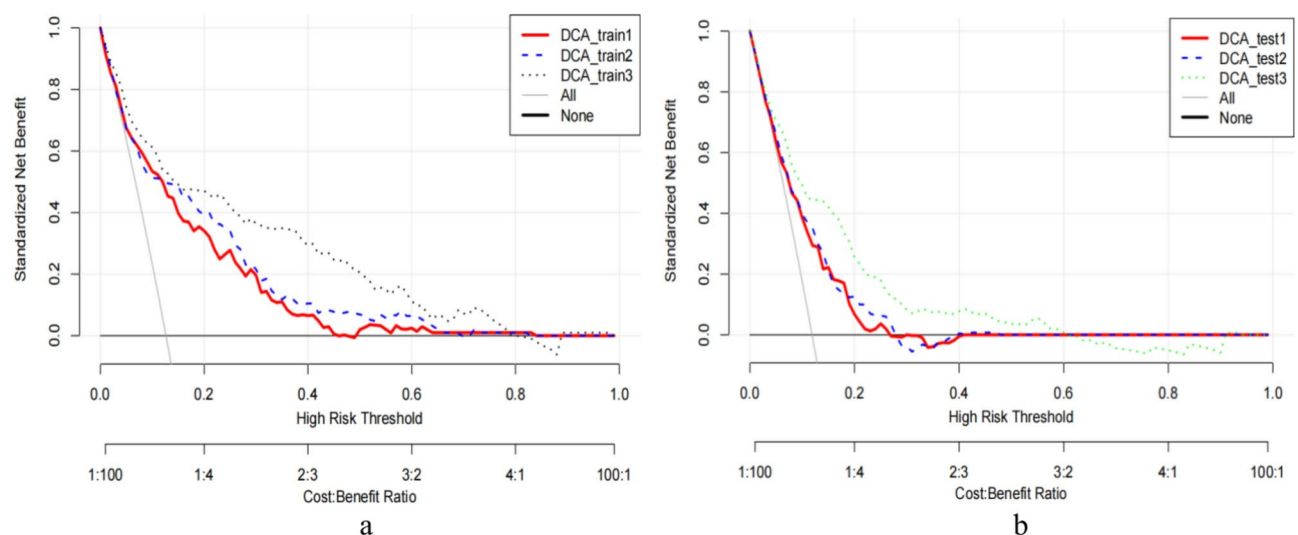 DCA_train1
DCA_train2
DCA_train3
All
None
Standardized Net Benefit
1.0
0.8
0.6
0.4
0.2
0.0
0.0 0.2 0.4 0.6 0.8 1.0
High Risk Threshold
1:100 1:4 2:3 3:2 4:1 100:1
Cost:Benefit Ratio
a
DCA_test1
DCA_test2
DCA_test3
All
None
Standardized Net Benefit
1.0
0.8
0.6
0.4
0.2
0.0
0.0 0.2 0.4 0.6 0.8 1.0
High Risk Threshold
1:100 1:4 2:3 3:2 4:1 100:1
Cost:Benefit Ratio
b